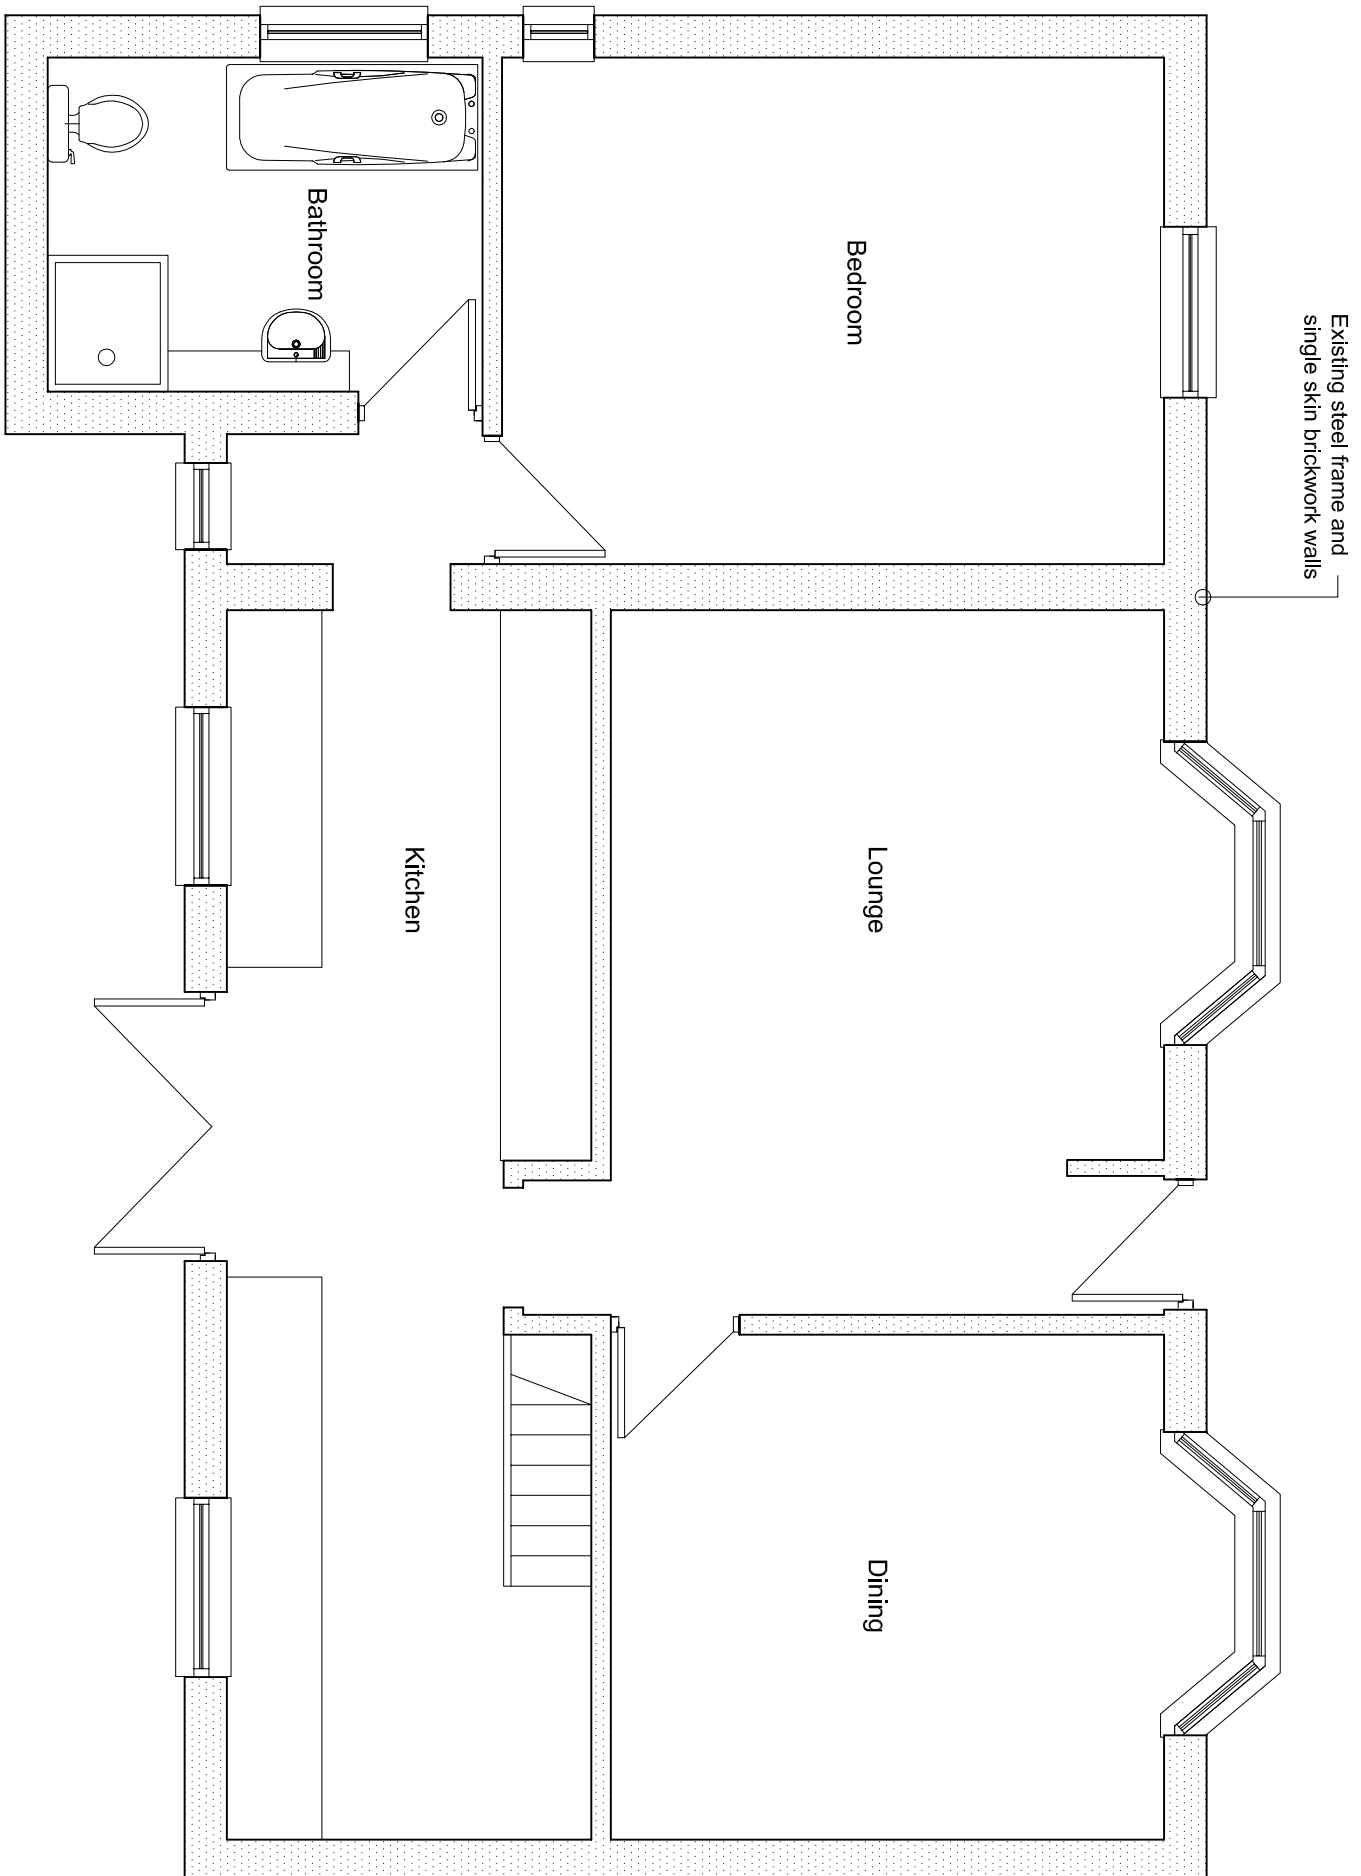 Existing steel frame and
single skin brickwork walls
Bedroom
Bathroom
Lounge
Kitchen
Dining